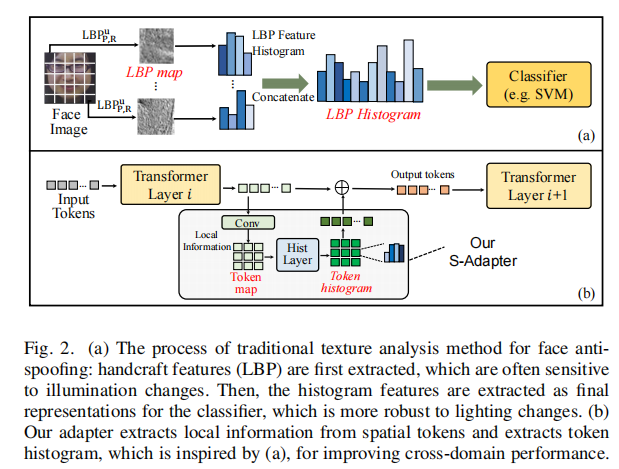 LBP^u_P,R
LBP Feature
Histogram
LBP map
LBP^u_P,R
Concatenate
Face
Image
LBP Histogram
Classifier
(e.g. SVM)
(a)
Input
Tokens
Transformer
Layer i
Output tokens
Transformer
Layer i+1
Conv
Local
Information
Token
map
Hist
Layer
Token
histogram
Our
S-Adapter
(b)
Fig. 2. (a) The process of traditional texture analysis method for face anti-
spoofing: handcraft features (LBP) are first extracted, which are often sensitive
to illumination changes. Then, the histogram features are extracted as final
representations for the classifier, which is more robust to lighting changes. (b)
Our adapter extracts local information from spatial tokens and extracts token
histogram, which is inspired by (a), for improving cross-domain performance.